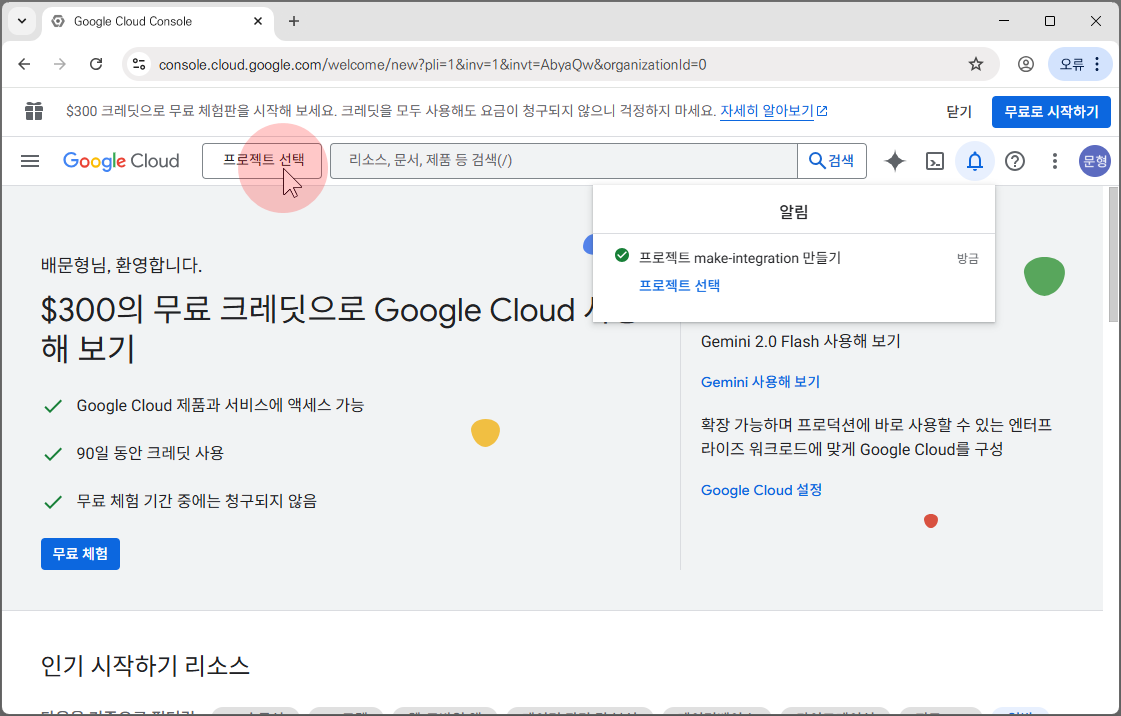 Google Cloud Console
console.cloud.google.com/welcome/new?pli=1&inv=1&invt=AbyaQw&organizationId=0
오류
$300 크레딧으로 무료 체험판을 시작해 보세요. 크레딧을 모두 사용해도 요금이 청구되지 않으니 걱정하지 마세요. 자세히 알아보기
닫기
무료로 시작하기
Google Cloud
프로젝트 선택
리소스, 문서, 제품 등 검색(/)
검색
문형
알림
프로젝트 make-integration 만들기
방금
프로젝트 선택
배문형님, 환영합니다.
$300의 무료 크레딧으로 Google Cloud
해 보기
Google Cloud 제품과 서비스에 액세스 가능
90일 동안 크레딧 사용
무료 체험 기간 중에는 청구되지 않음
무료 체험
Gemini 2.0 Flash 사용해 보기
Gemini 사용해 보기
확장 가능하며 프로덕션에 바로 사용할 수 있는 엔터프
라이즈 워크로드에 맞게 Google Cloud를 구성
Google Cloud 설정
인기 시작하기 리소스